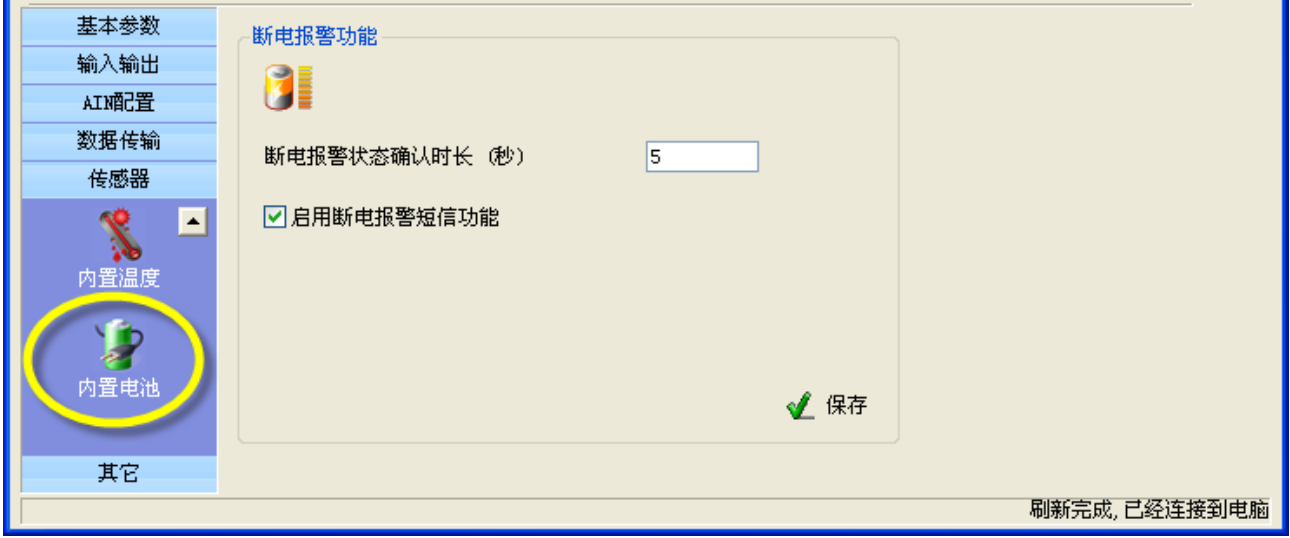 基本参数
输入输出
AIN配置
数据传输
传感器
内置温度
内置电池
其它
断电报警功能
断电报警状态确认时长（秒） 5
启用断电报警短信功能
保存
刷新完成, 已经连接到电脑